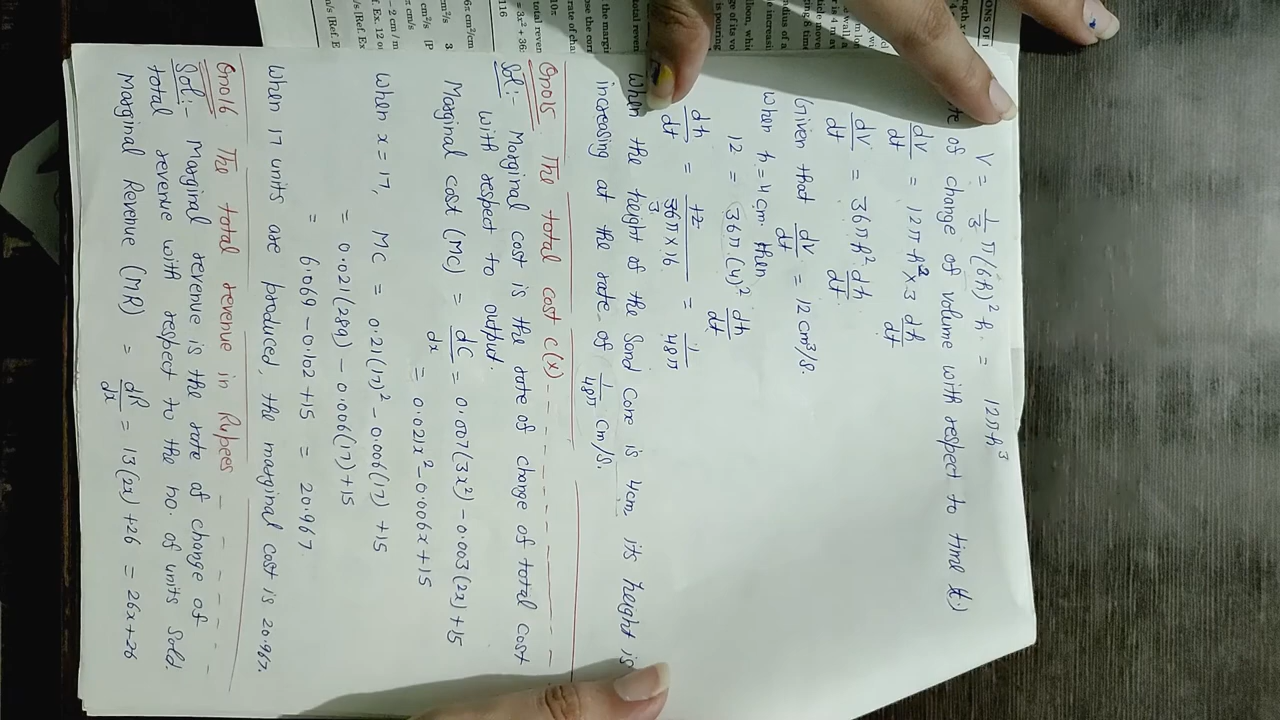 V = 1/3 π(6h)² h = 12πh³
of change of volume with respect to time (t)
dV/dt = 12π h² × 3 dh/dt
dV/dt = 36πh² dh/dt
Given that dV/dt = 12 cm³/s.
When h = 4 cm then
12 = 36π (4)² dh/dt
dh/dt = 12/36π×16 = 1/48π
3
When the height of the Sand Cone is 4cm its height is
increasing at the rate of 1/48π cm/s.
Qno15 The total cost c(x) - - - - - - - - - -
Sol:- Marginal cost is the rate of change of total cost
with respect to output.
Marginal cost (MC) = dC/dx = 0.007(3x²) - 0.003(2x) + 15
= 0.021x² - 0.006x + 15
When x = 17, MC = 0.21(17)² - 0.006(17) + 15
= 0.021(289) - 0.006(17) + 15
= 6.069 - 0.102 + 15 = 20.967
When 17 units are produced, the marginal cost is 20.967.
Qno16 The total revenue in Rupees - - - - - - -
Sol:- Marginal revenue is the rate of change of
total revenue with respect to the no. of units sold.
Marginal Revenue (MR) = dR/dx = 13(2x) + 26 = 26x + 26